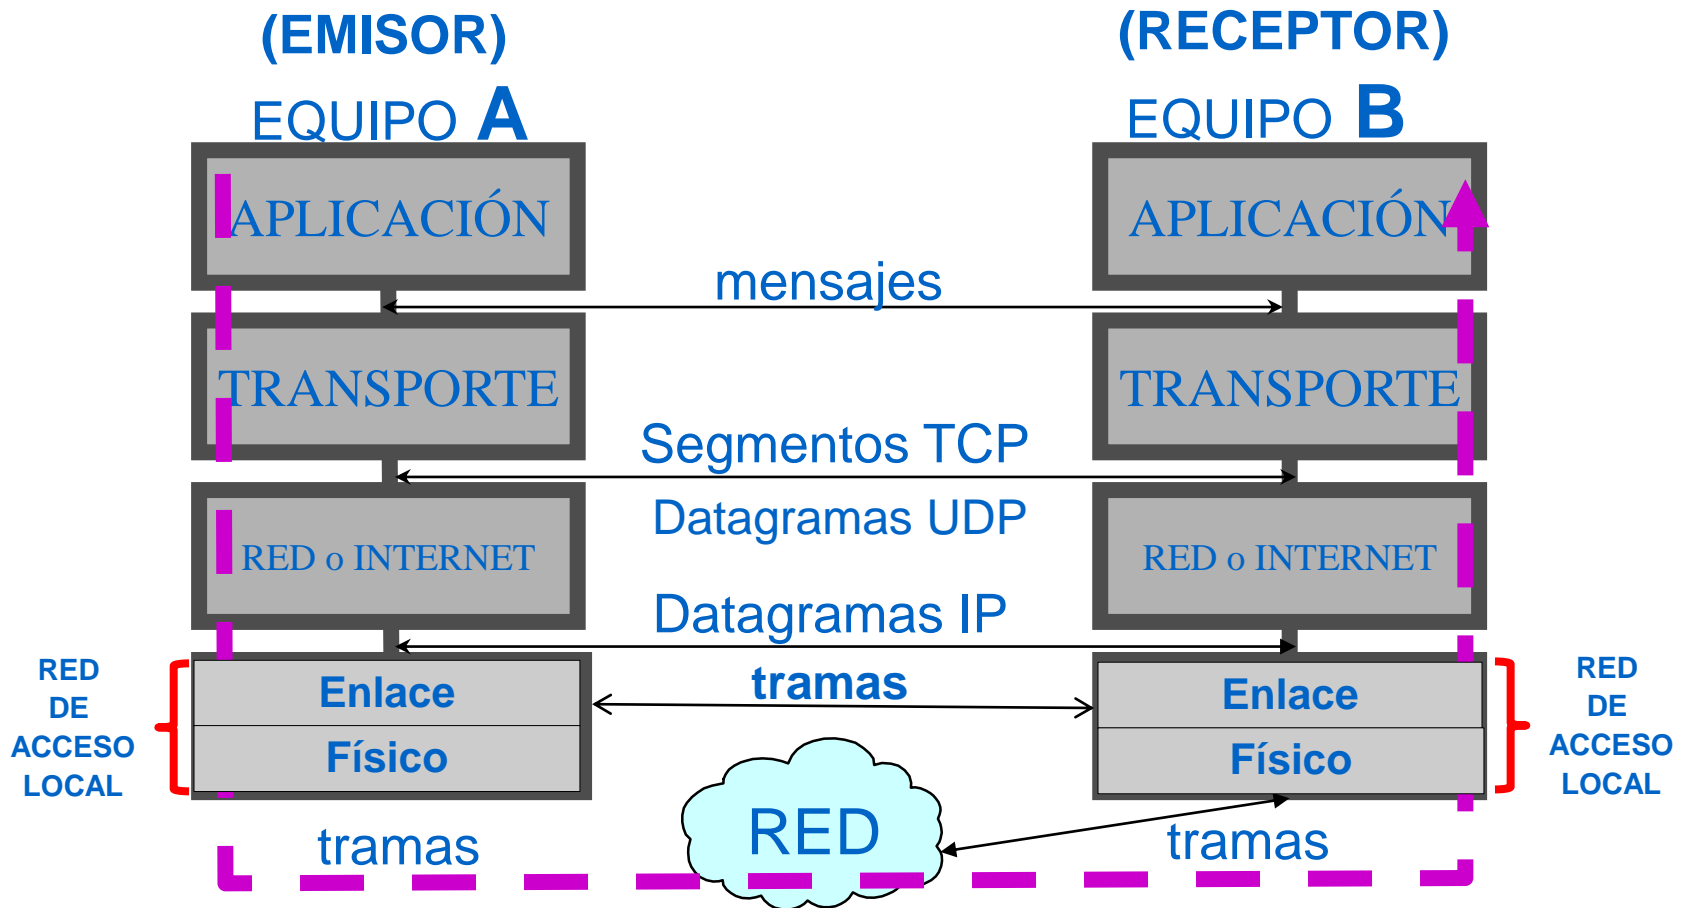 (EMISOR)
(RECEPTOR)
EQUIPO A
EQUIPO B
APLICACIÓN
APLICACIÓN
mensajes
TRANSPORTE
TRANSPORTE
Segmentos TCP
Datagramas UDP
RED o INTERNET
RED o INTERNET
Datagramas IP
RED
DE
ACCESO
LOCAL
Enlace
Físico
tramas
Enlace
Físico
RED
DE
ACCESO
LOCAL
tramas
RED
tramas